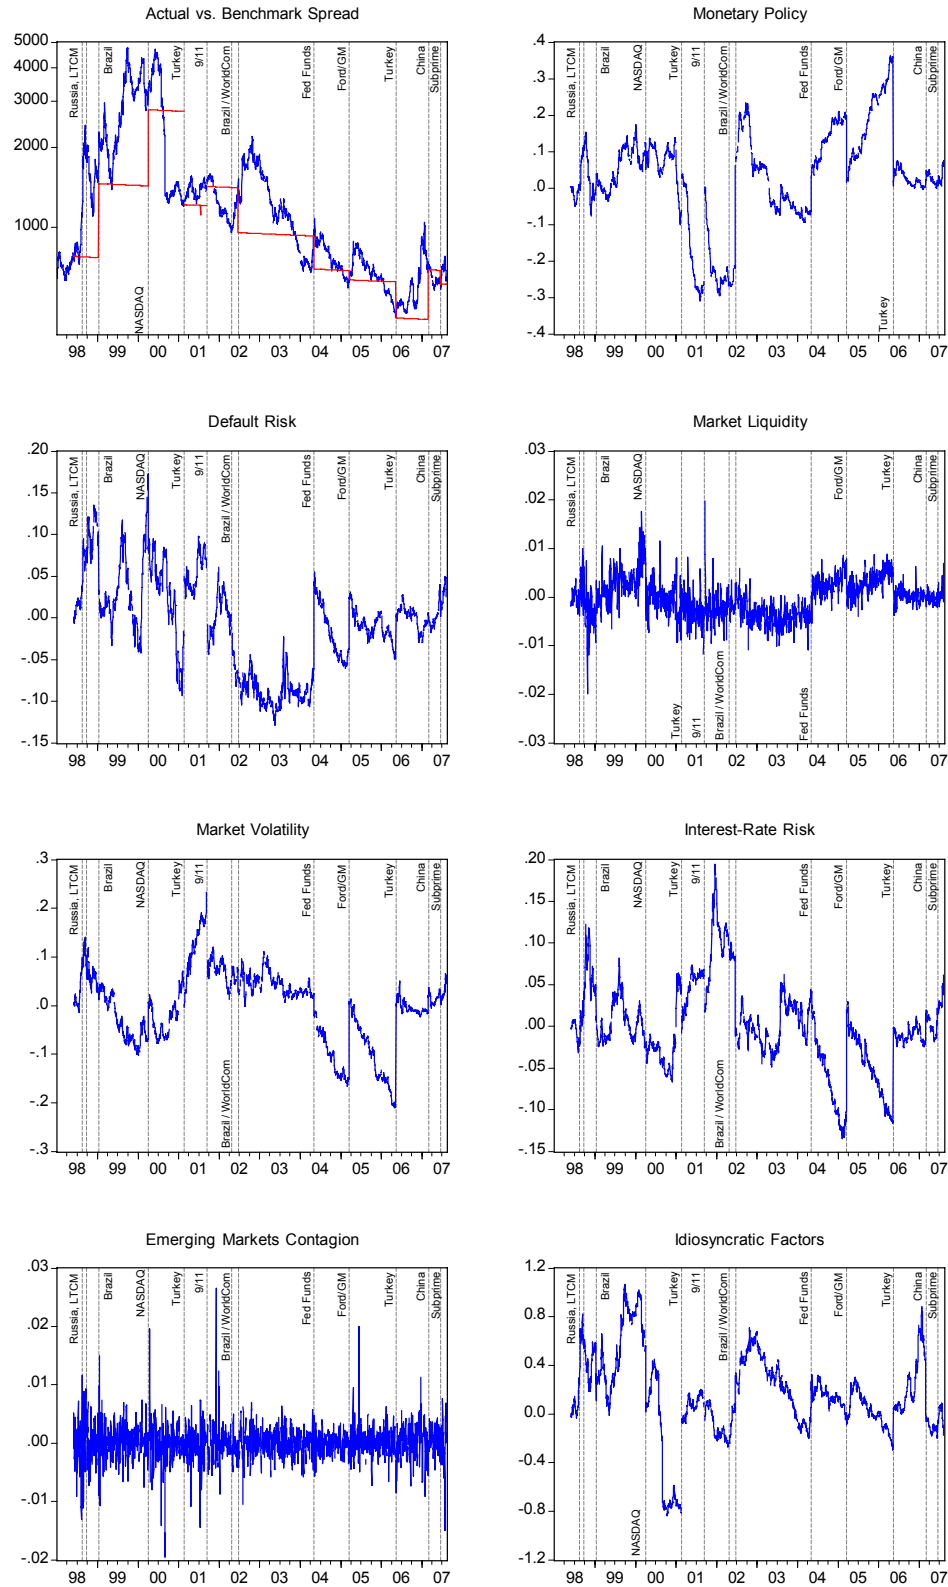 Actual vs. Benchmark Spread
5000
4000
3000
2000
1000
Russia, LTCM
Brazil
NASDAQ
Turkey
9/11
Brazil / WorldCom
Fed Funds
Ford/GM
Turkey
China
Subprime
98 99 00 01 02 03 04 05 06 07
Monetary Policy
.4
.3
.2
.1
.0
-.1
-.2
-.3
-.4
Russia, LTCM
Brazil
NASDAQ
Turkey
9/11
Brazil / WorldCom
Fed Funds
Ford/GM
Turkey
China
Subprime
98 99 00 01 02 03 04 05 06 07
Default Risk
.20
.15
.10
.05
.00
-.05
-.10
-.15
Russia, LTCM
Brazil
NASDAQ
Turkey
9/11
Brazil / WorldCom
Fed Funds
Ford/GM
Turkey
China
Subprime
98 99 00 01 02 03 04 05 06 07
Market Liquidity
.03
.02
.01
.00
-.01
-.02
-.03
Russia, LTCM
Brazil
NASDAQ
Turkey
9/11
Brazil / WorldCom
Fed Funds
Ford/GM
Turkey
China
Subprime
98 99 00 01 02 03 04 05 06 07
Market Volatility
.3
.2
.1
.0
-.1
-.2
-.3
Russia, LTCM
Brazil
NASDAQ
Turkey
9/11
Brazil / WorldCom
Fed Funds
Ford/GM
Turkey
China
Subprime
98 99 00 01 02 03 04 05 06 07
Interest-Rate Risk
.20
.15
.10
.05
.00
-.05
-.10
-.15
Russia, LTCM
Brazil
NASDAQ
Turkey
9/11
Brazil / WorldCom
Fed Funds
Ford/GM
Turkey
China
Subprime
98 99 00 01 02 03 04 05 06 07
Emerging Markets Contagion
.03
.02
.01
.00
-.01
-.02
Russia, LTCM
Brazil
NASDAQ
Turkey
9/11
Brazil / WorldCom
Fed Funds
Ford/GM
Turkey
China
Subprime
98 99 00 01 02 03 04 05 06 07
Idiosyncratic Factors
1.2
0.8
0.4
0.0
-0.4
-0.8
-1.2
Russia, LTCM
Brazil
NASDAQ
Turkey
9/11
Brazil / WorldCom
Fed Funds
Ford/GM
Turkey
China
Subprime
98 99 00 01 02 03 04 05 06 07